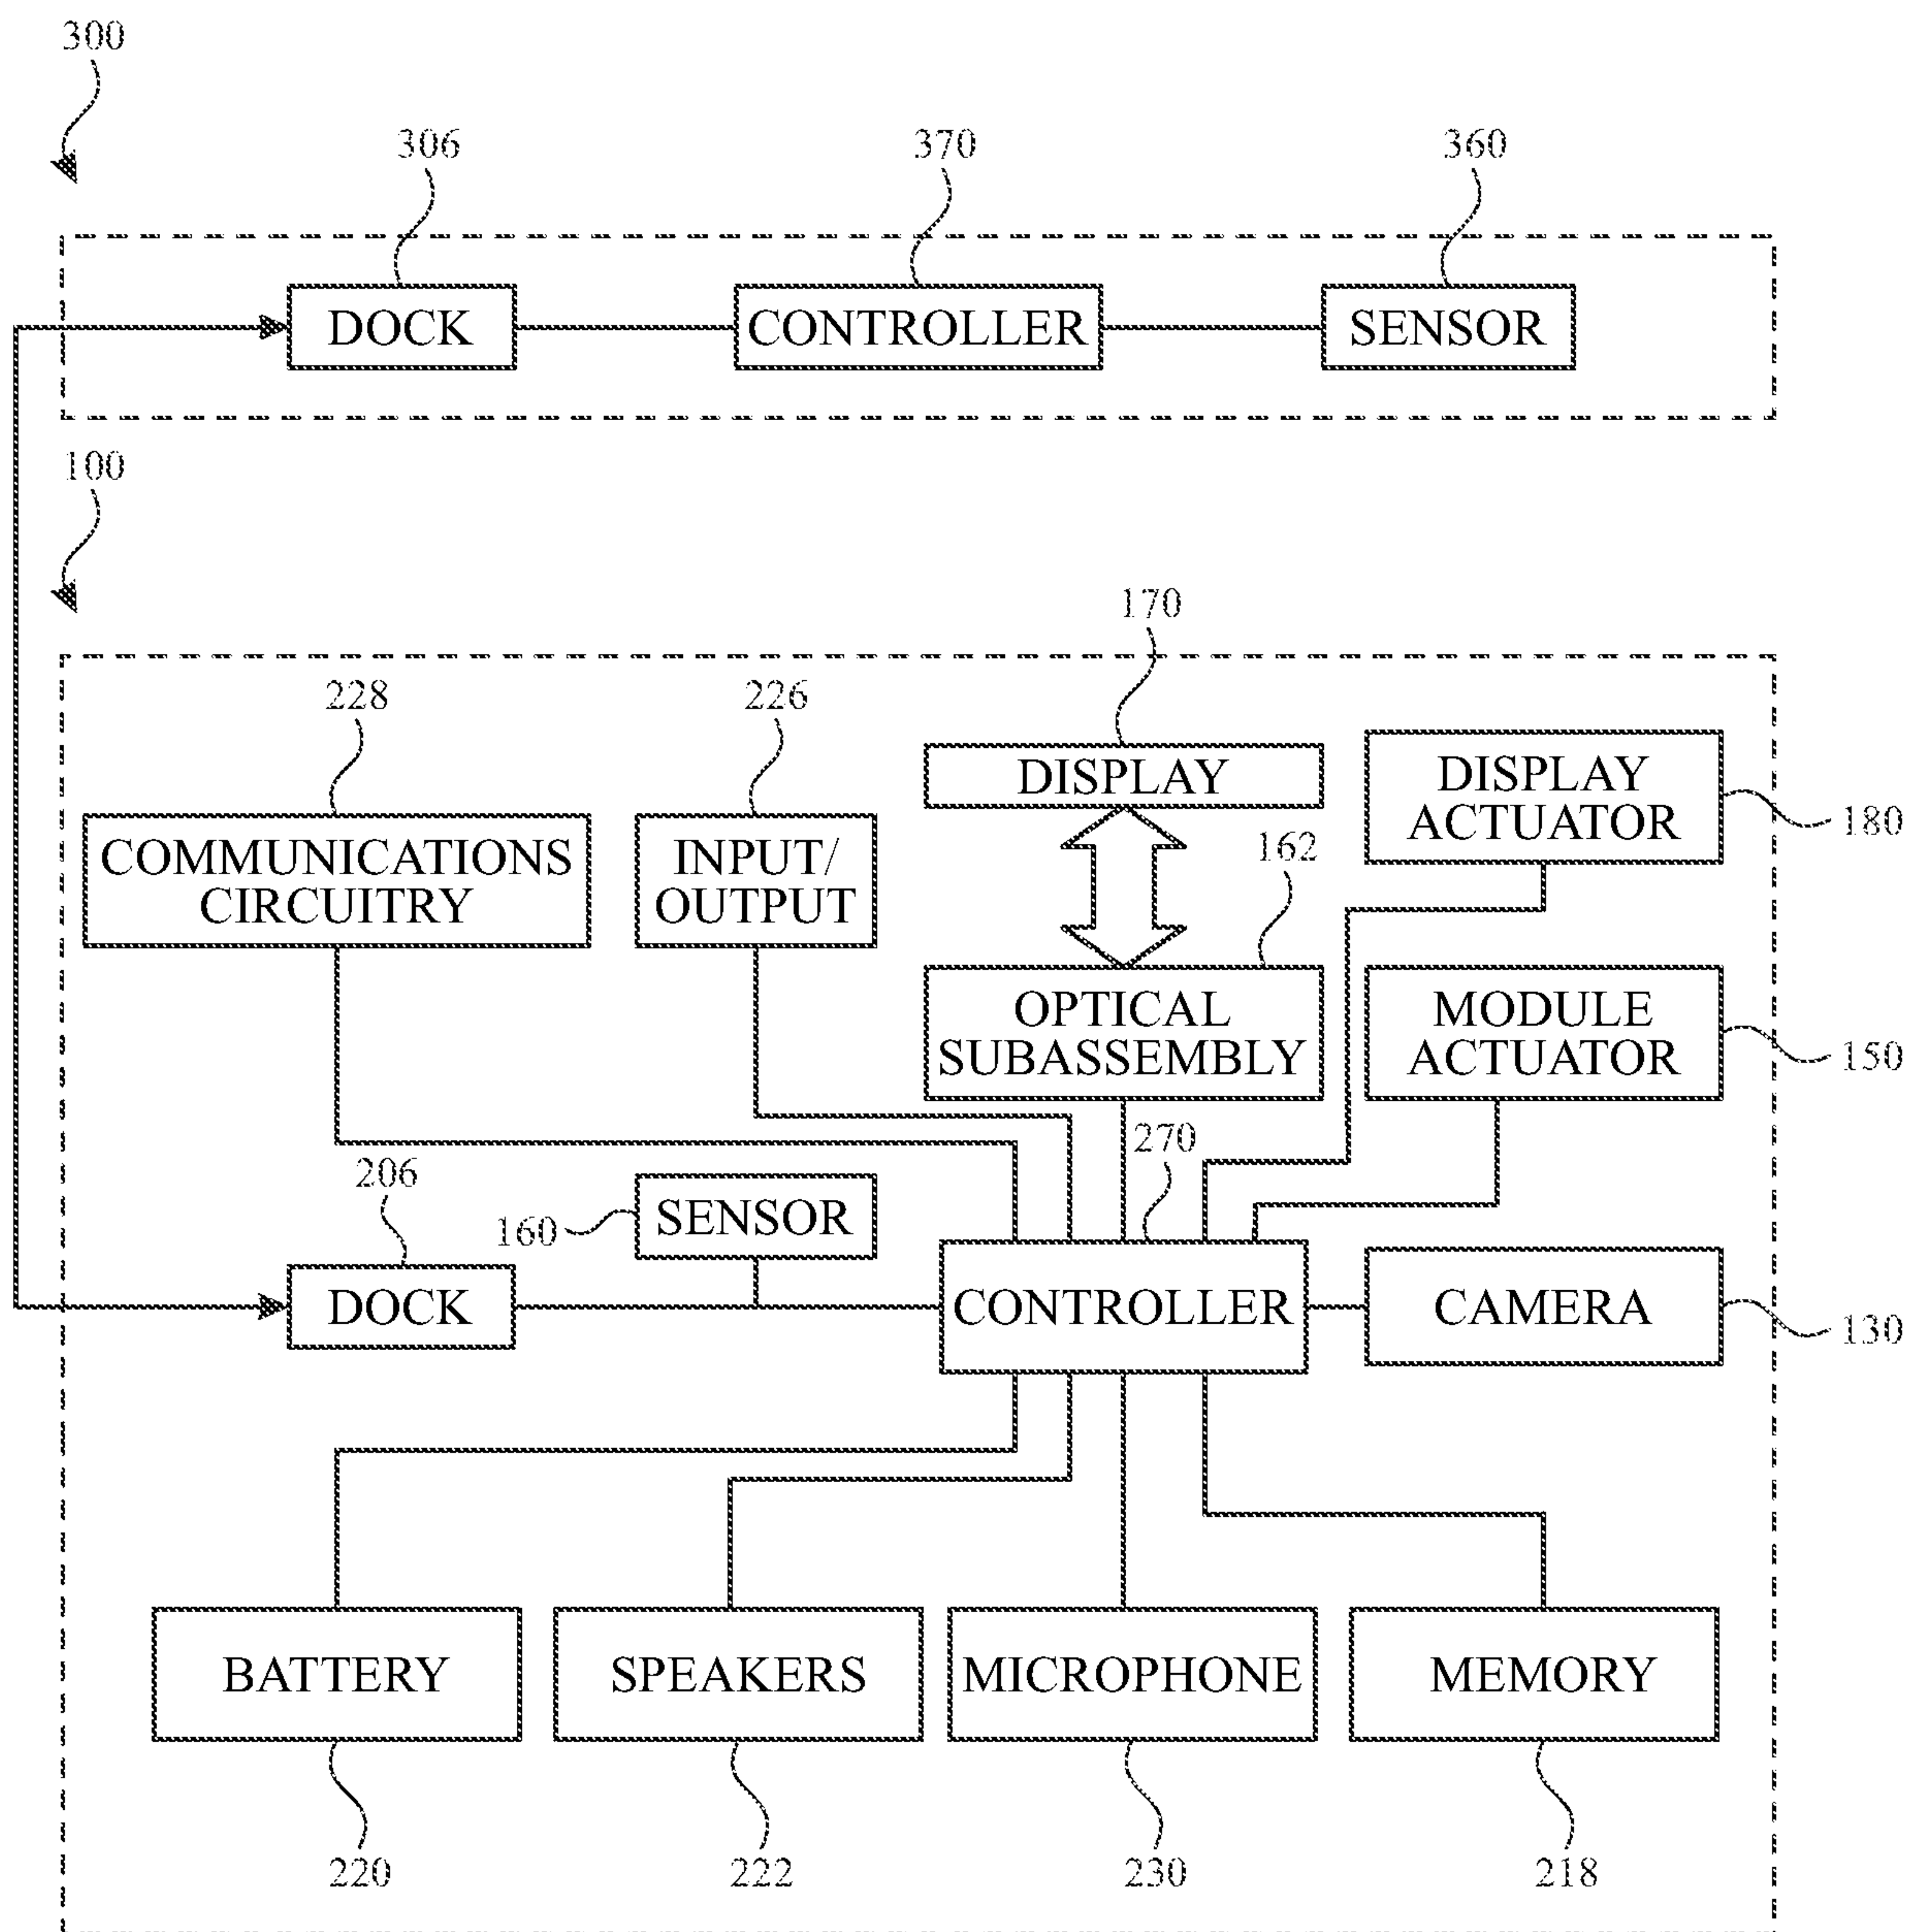 300
306
370
360
DOCK
CONTROLLER
SENSOR
100
170
228
226
DISPLAY
DISPLAY
ACTUATOR
180
COMMUNICATIONS
CIRCUITRY
INPUT/
OUTPUT
162
OPTICAL
SUBASSEMBLY
MODULE
ACTUATOR
150
270
206
160
SENSOR
DOCK
CONTROLLER
CAMERA
130
BATTERY
SPEAKERS
MICROPHONE
MEMORY
220
222
230
218